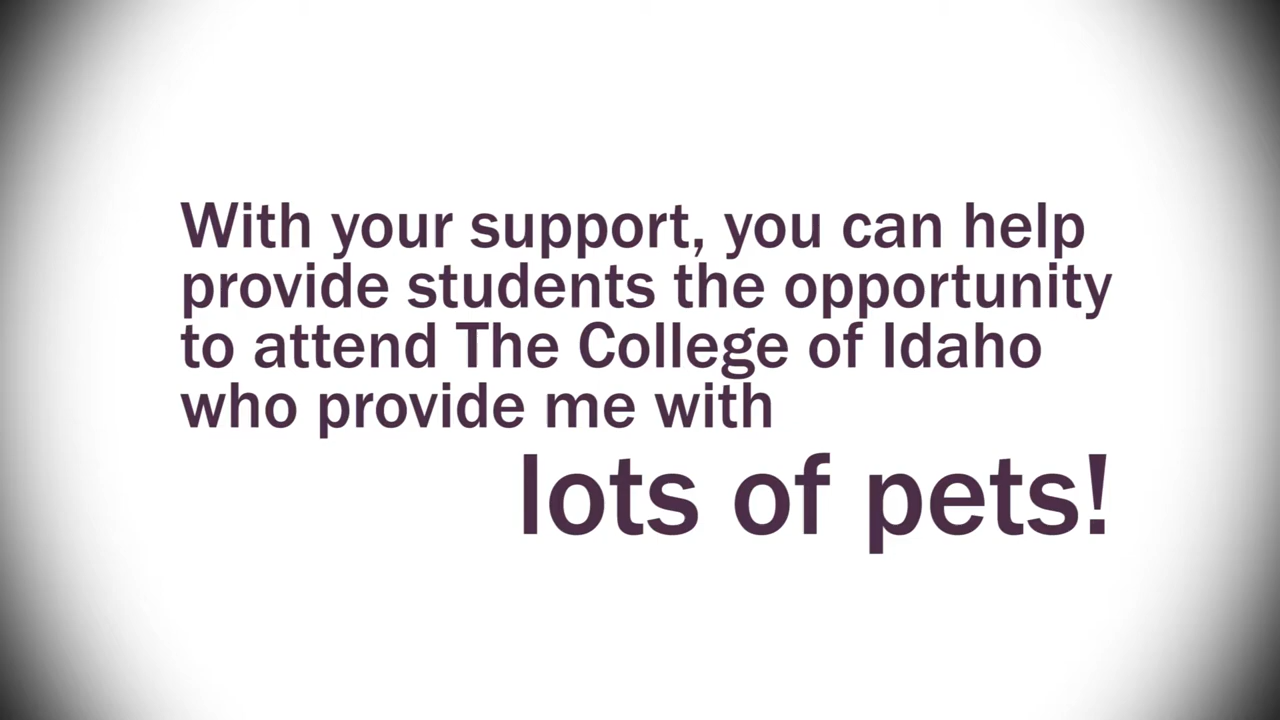 With your support, you can help
provide students the opportunity
to attend The College of Idaho
who provide me with
lots of pets!